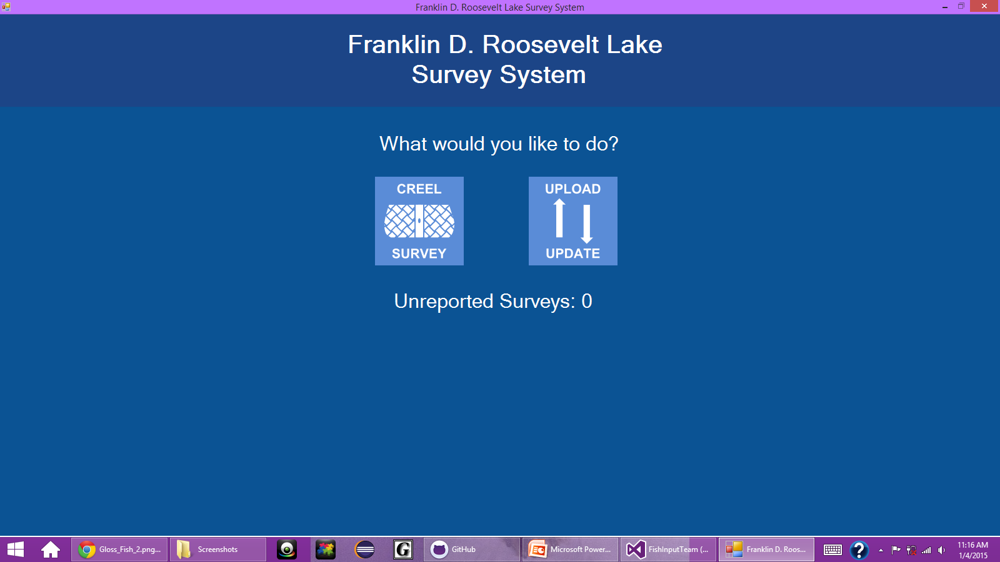 Franklin D. Roosevelt Lake Survey System
Franklin D. Roosevelt Lake
Survey System
What would you like to do?
CREEL
SURVEY
UPLOAD
UPDATE
Unreported Surveys: 0
Gloss_Fish_2.png...
Screenshots
G
GitHub
Microsoft Power...
FishInputTeam (...
Franklin D. Roos...
?
11:16 AM
1/4/2015